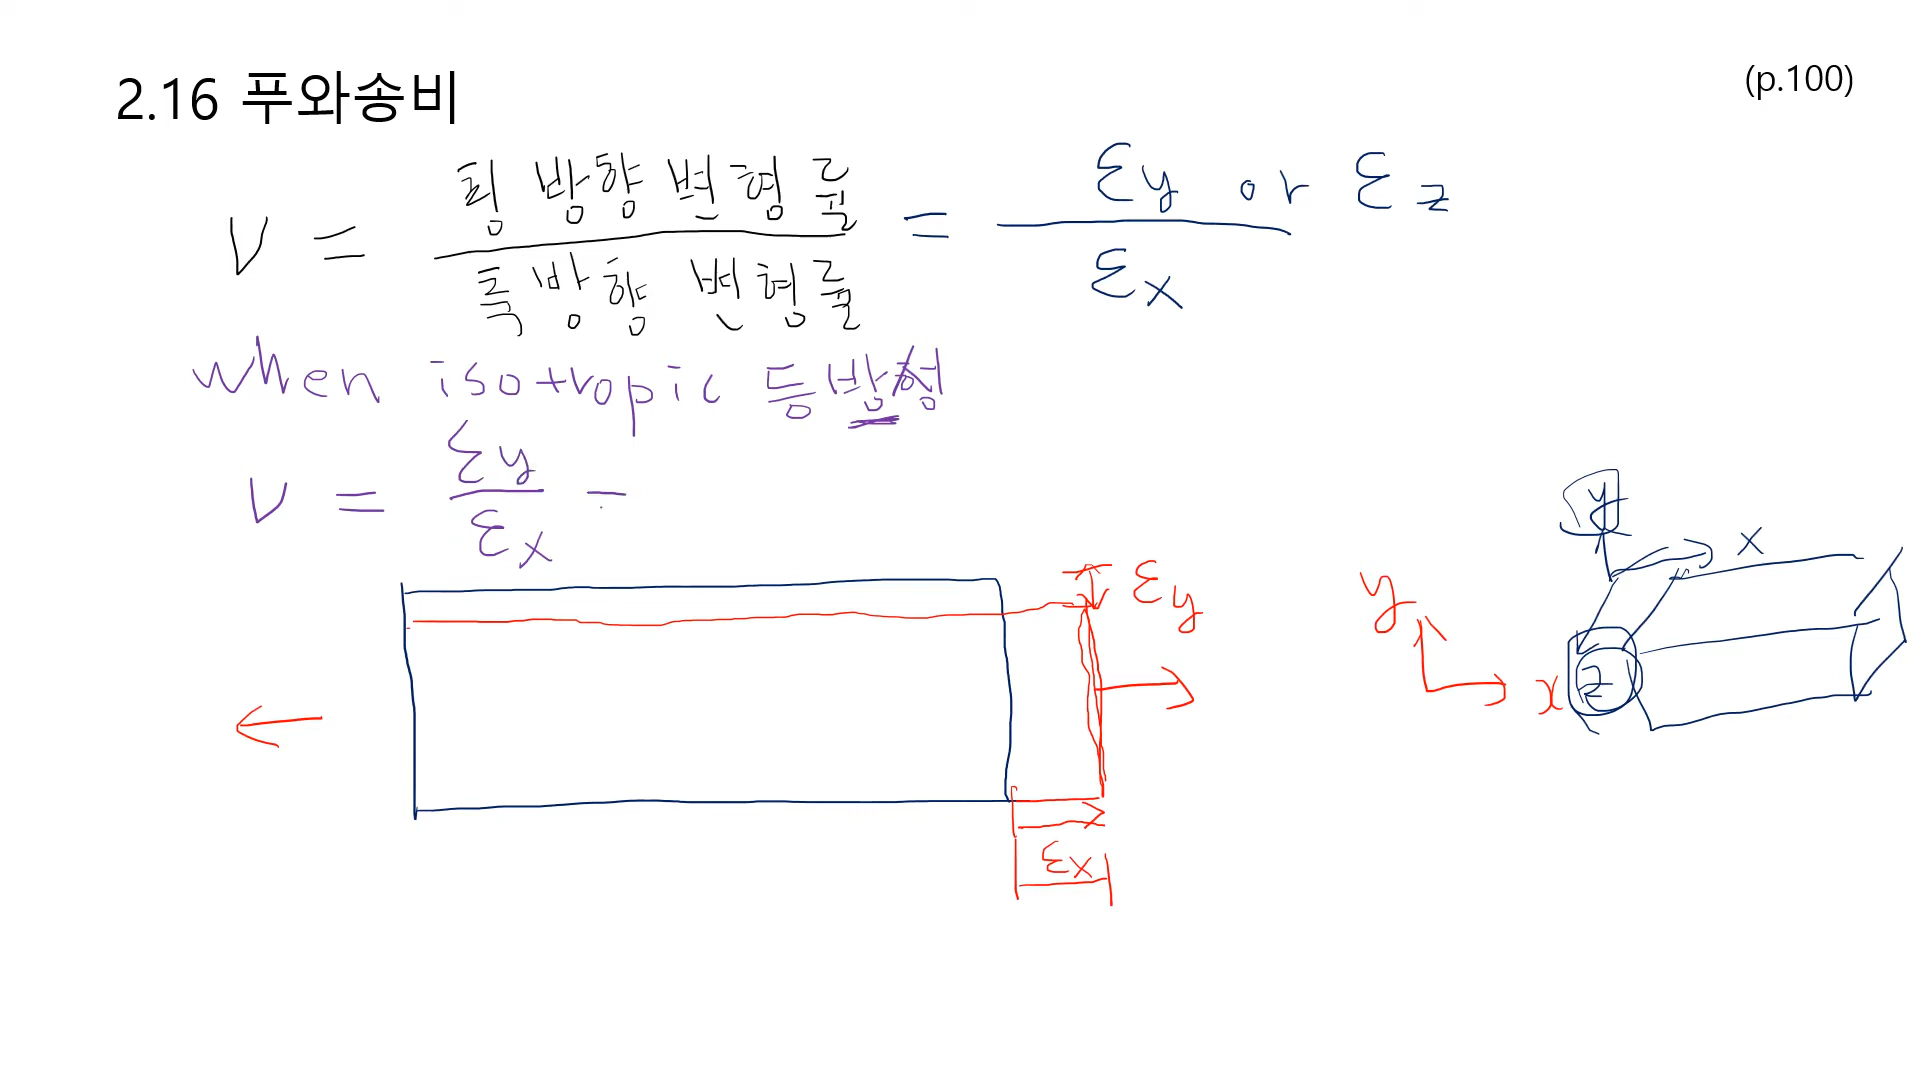 2.16 푸와송비
(p.100)
ν = 횡방향변형률 / 축방향 변형률 = εy or εz / εx
when isotropic 등방성
ν = εy / εx =
εy
εx
y
x
y
x
z